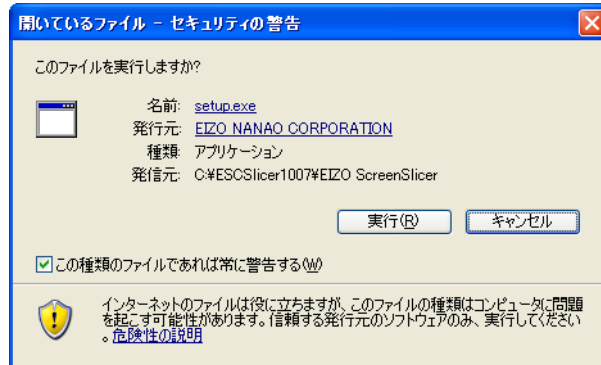 開いているファイル - セキュリティの警告
このファイルを実行しますか?
名前: setup.exe
発行元: EIZO NANAO CORPORATION
種類: アプリケーション
発信元: C:¥ESCSlicer1007¥EIZO ScreenSlicer
実行(R) キャンセル
この種類のファイルであれば常に警告する(W)
インターネットのファイルは役に立ちますが、このファイルの種類はコンピュータに問題
を起こす可能性があります。信頼する発行元のソフトウェアのみ、実行してください
。危険性の説明